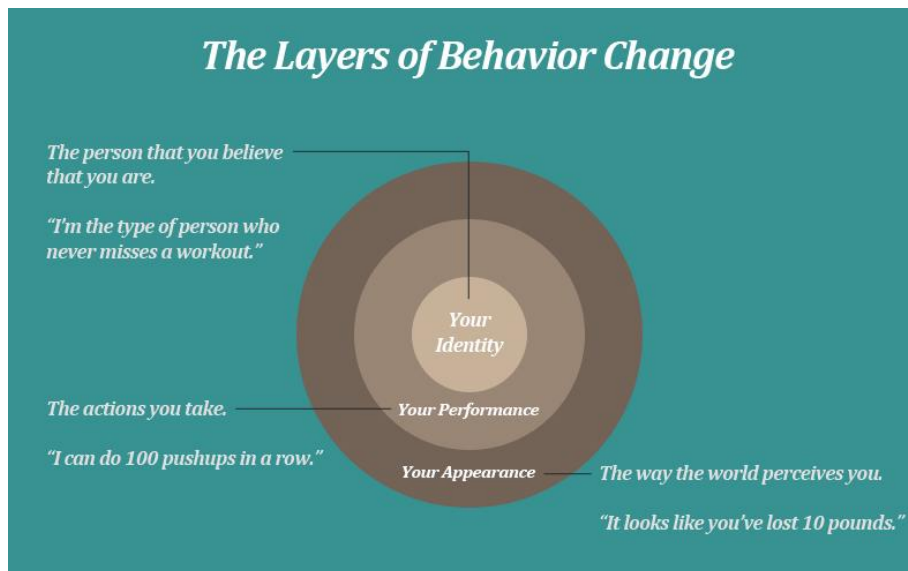 The Layers of Behavior Change
The person that you believe
that you are.
“I’m the type of person who
never misses a workout.”
Your
Identity
The actions you take.
Your Performance
“I can do 100 pushups in a row.”
Your Appearance
The way the world perceives you.
“It looks like you’ve lost 10 pounds.”